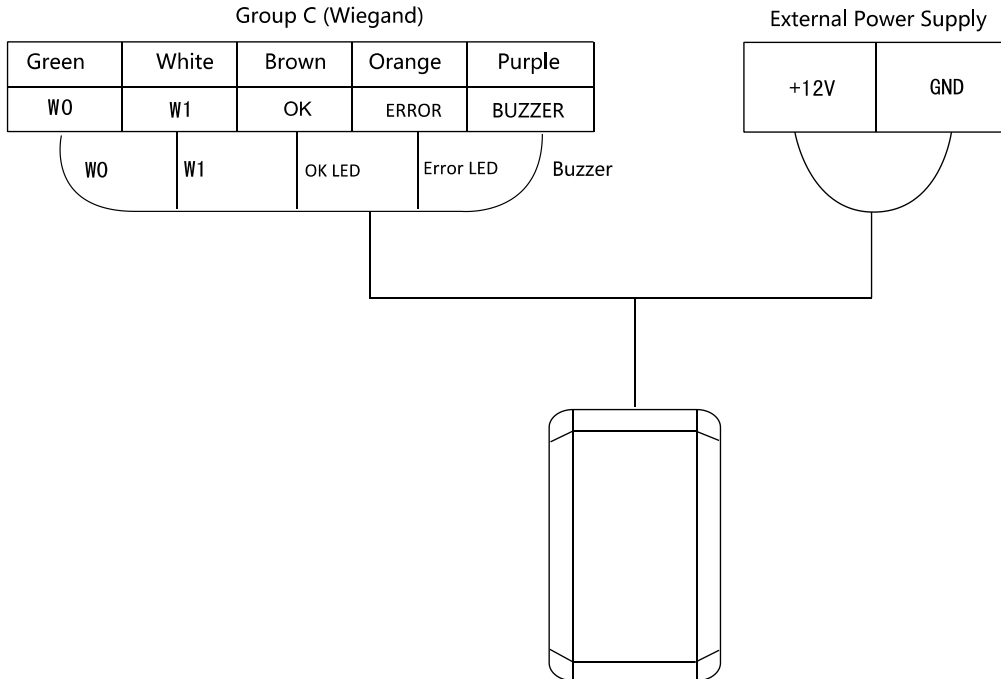 Group C (Wiegand)
External Power Supply
Green White Brown Orange Purple
W0 W1 OK ERROR BUZZER
+12V GND
W0 W1 OK LED Error LED Buzzer